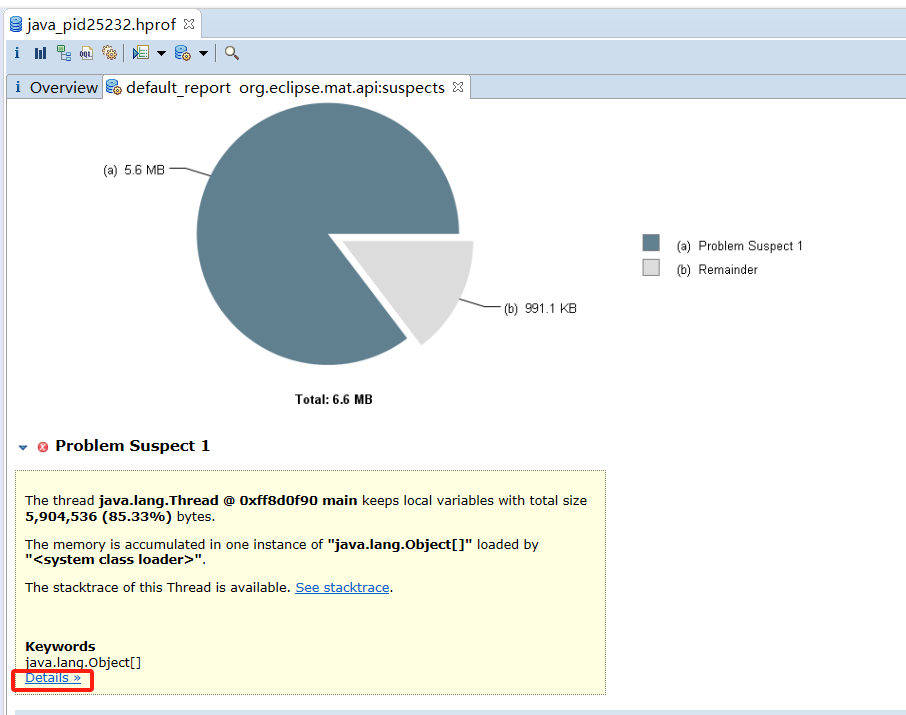 java_pid25232.hprof
i OQL
i Overview default_report org.eclipse.mat.api:suspects
(a) 5.6 MB
(a) Problem Suspect 1
(b) Remainder
(b) 991.1 KB
Total: 6.6 MB
Problem Suspect 1
The thread java.lang.Thread @ 0xff8d0f90 main keeps local variables with total size
5,904,536 (85.33%) bytes.
The memory is accumulated in one instance of "java.lang.Object[]" loaded by
"<system class loader>".
The stacktrace of this Thread is available. See stacktrace.
Keywords
java.lang.Object[]
Details »